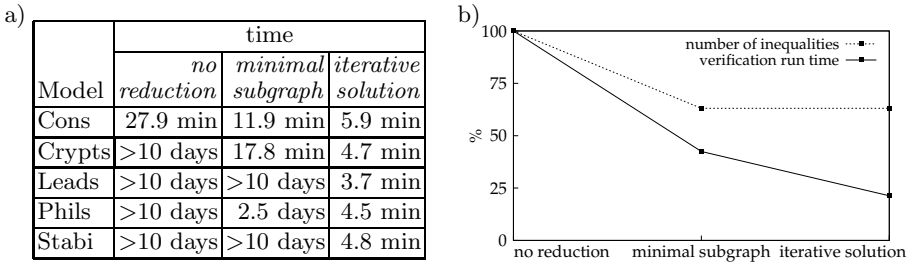 a)
time
no minimal iterative
Model reduction subgraph solution
Cons 27.9 min 11.9 min 5.9 min
Crypts >10 days 17.8 min 4.7 min
Leads >10 days >10 days 3.7 min
Phils >10 days 2.5 days 4.5 min
Stabi >10 days >10 days 4.8 min
b)
100
75
50
25
0
%
number of inequalities
verification run time
no reduction minimal subgraph iterative solution